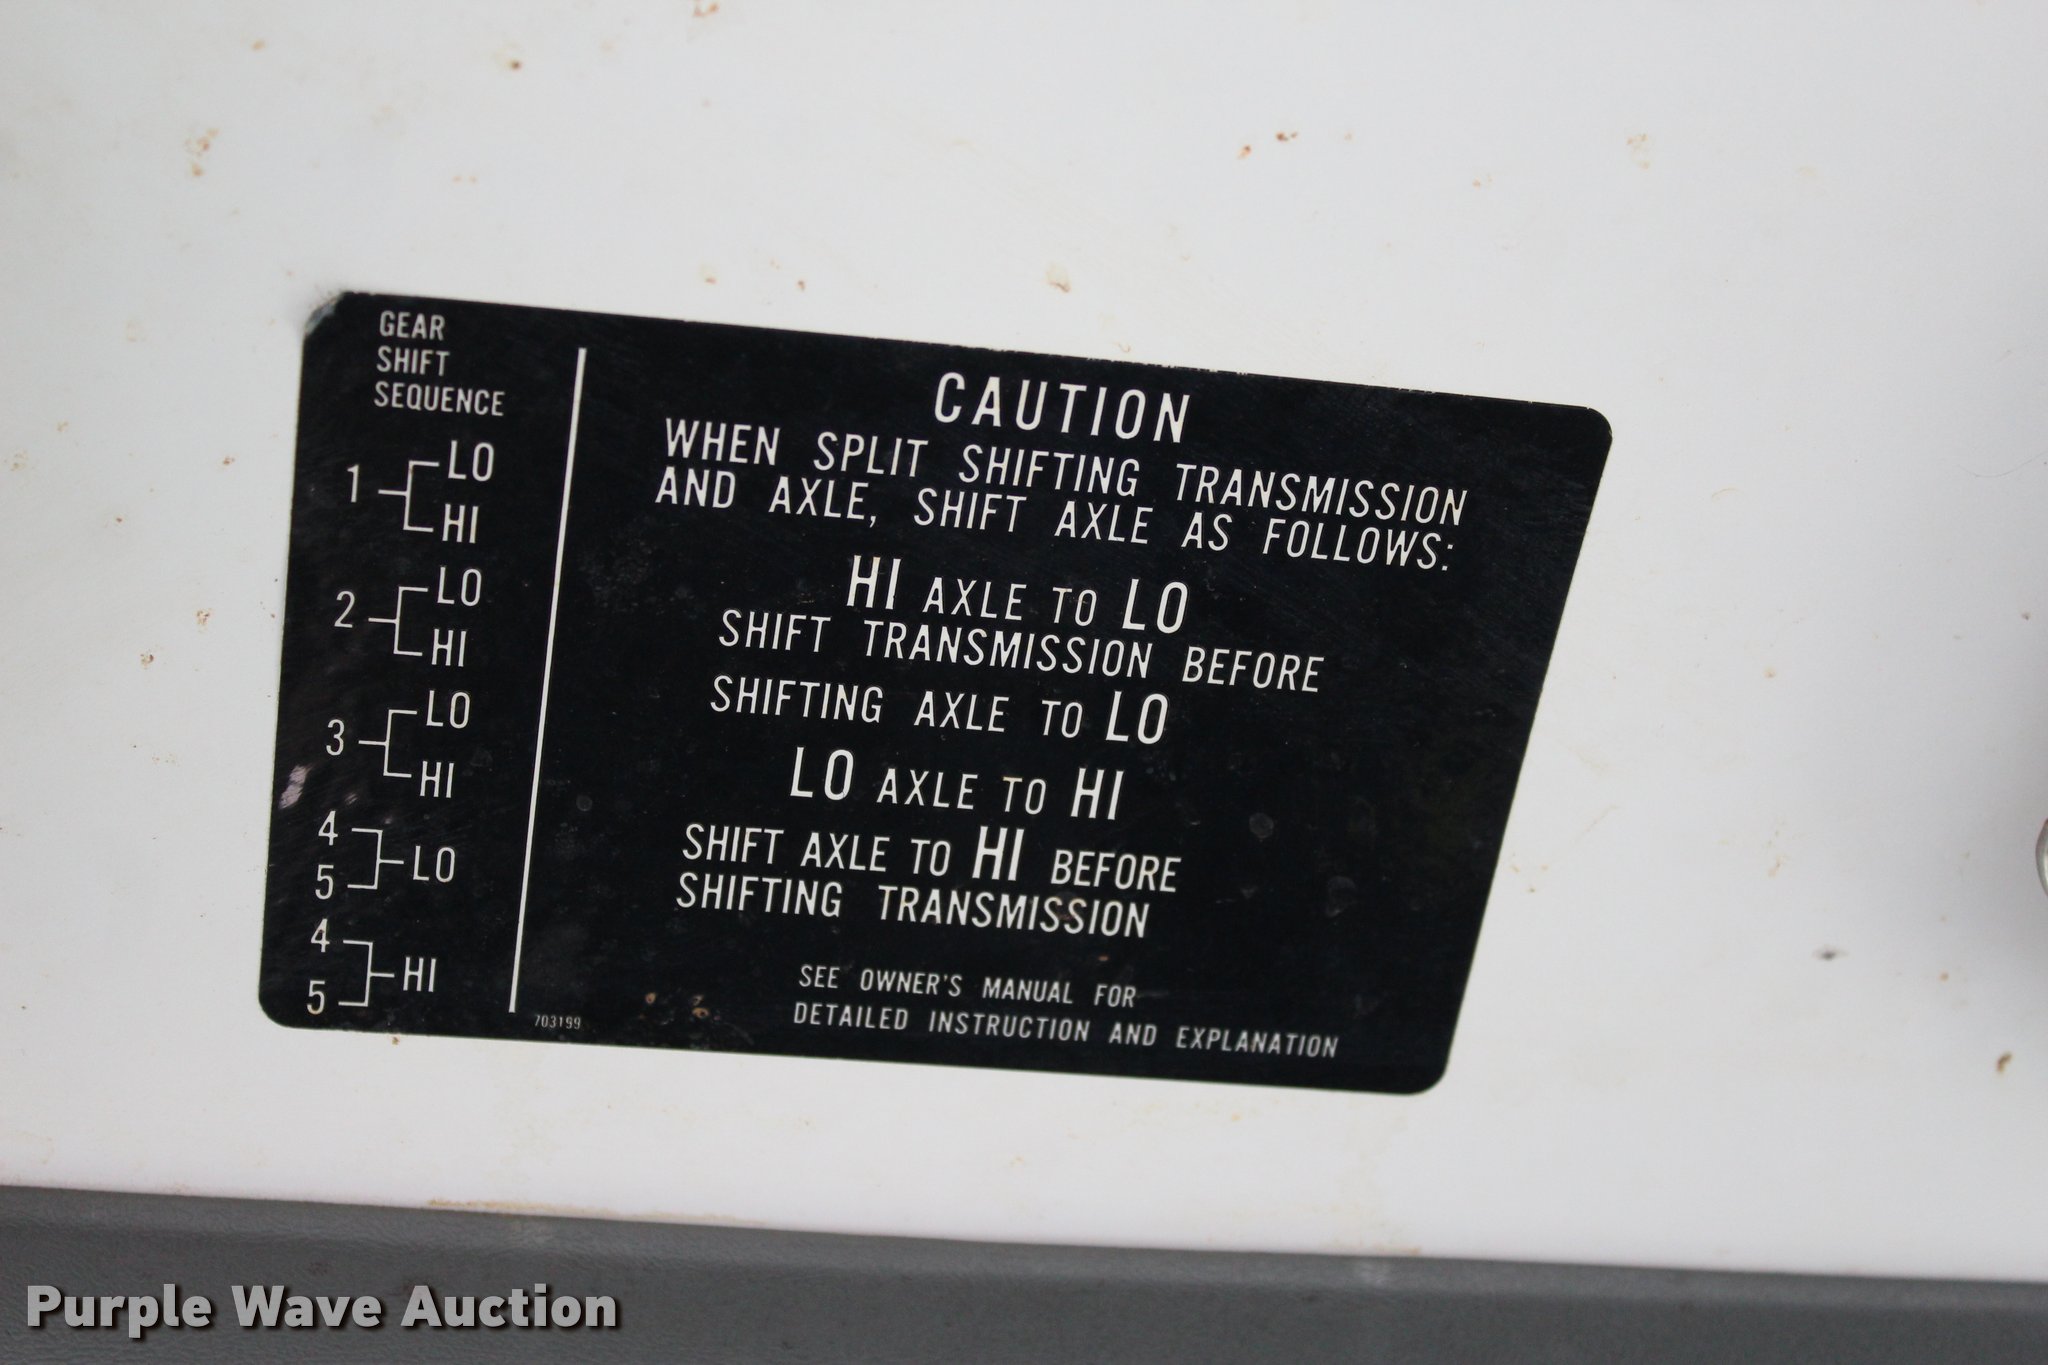 GEAR
SHIFT
SEQUENCE
1 LO
HI
2 LO
HI
3 LO
HI
4
5 LO
4
5 HI
CAUTION
WHEN SPLIT SHIFTING TRANSMISSION
AND AXLE, SHIFT AXLE AS FOLLOWS:
HI AXLE TO LO
SHIFT TRANSMISSION BEFORE
SHIFTING AXLE TO LO
LO AXLE TO HI
SHIFT AXLE TO HI BEFORE
SHIFTING TRANSMISSION
SEE OWNER'S MANUAL FOR
DETAILED INSTRUCTION AND EXPLANATION
703199
Purple Wave Auction